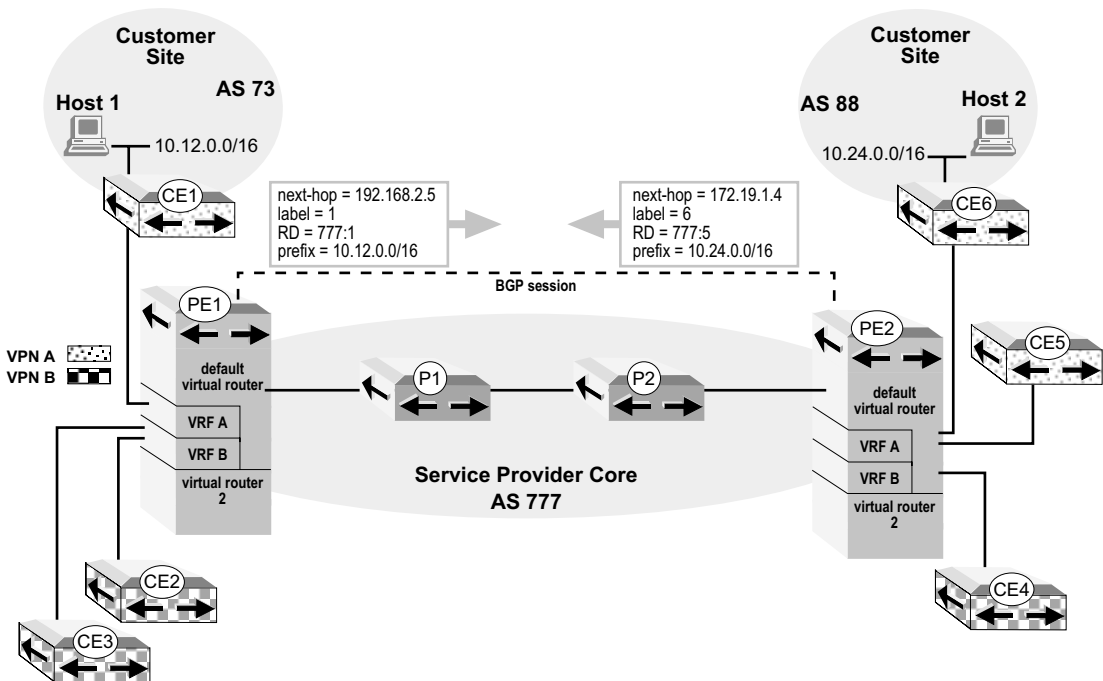 Customer
Site
AS 73
Host 1
10.12.0.0/16
CE1
Customer
Site
AS 88
Host 2
10.24.0.0/16
CE6
next-hop = 192.168.2.5
label = 1
RD = 777:1
prefix = 10.12.0.0/16
next-hop = 172.19.1.4
label = 6
RD = 777:5
prefix = 10.24.0.0/16
BGP session
PE1
default
virtual router
VRF A
VRF B
virtual router
2
VPN A
VPN B
P1
P2
Service Provider Core
AS 777
PE2
default
virtual router
VRF A
VRF B
virtual router
2
CE5
CE2
CE3
CE4